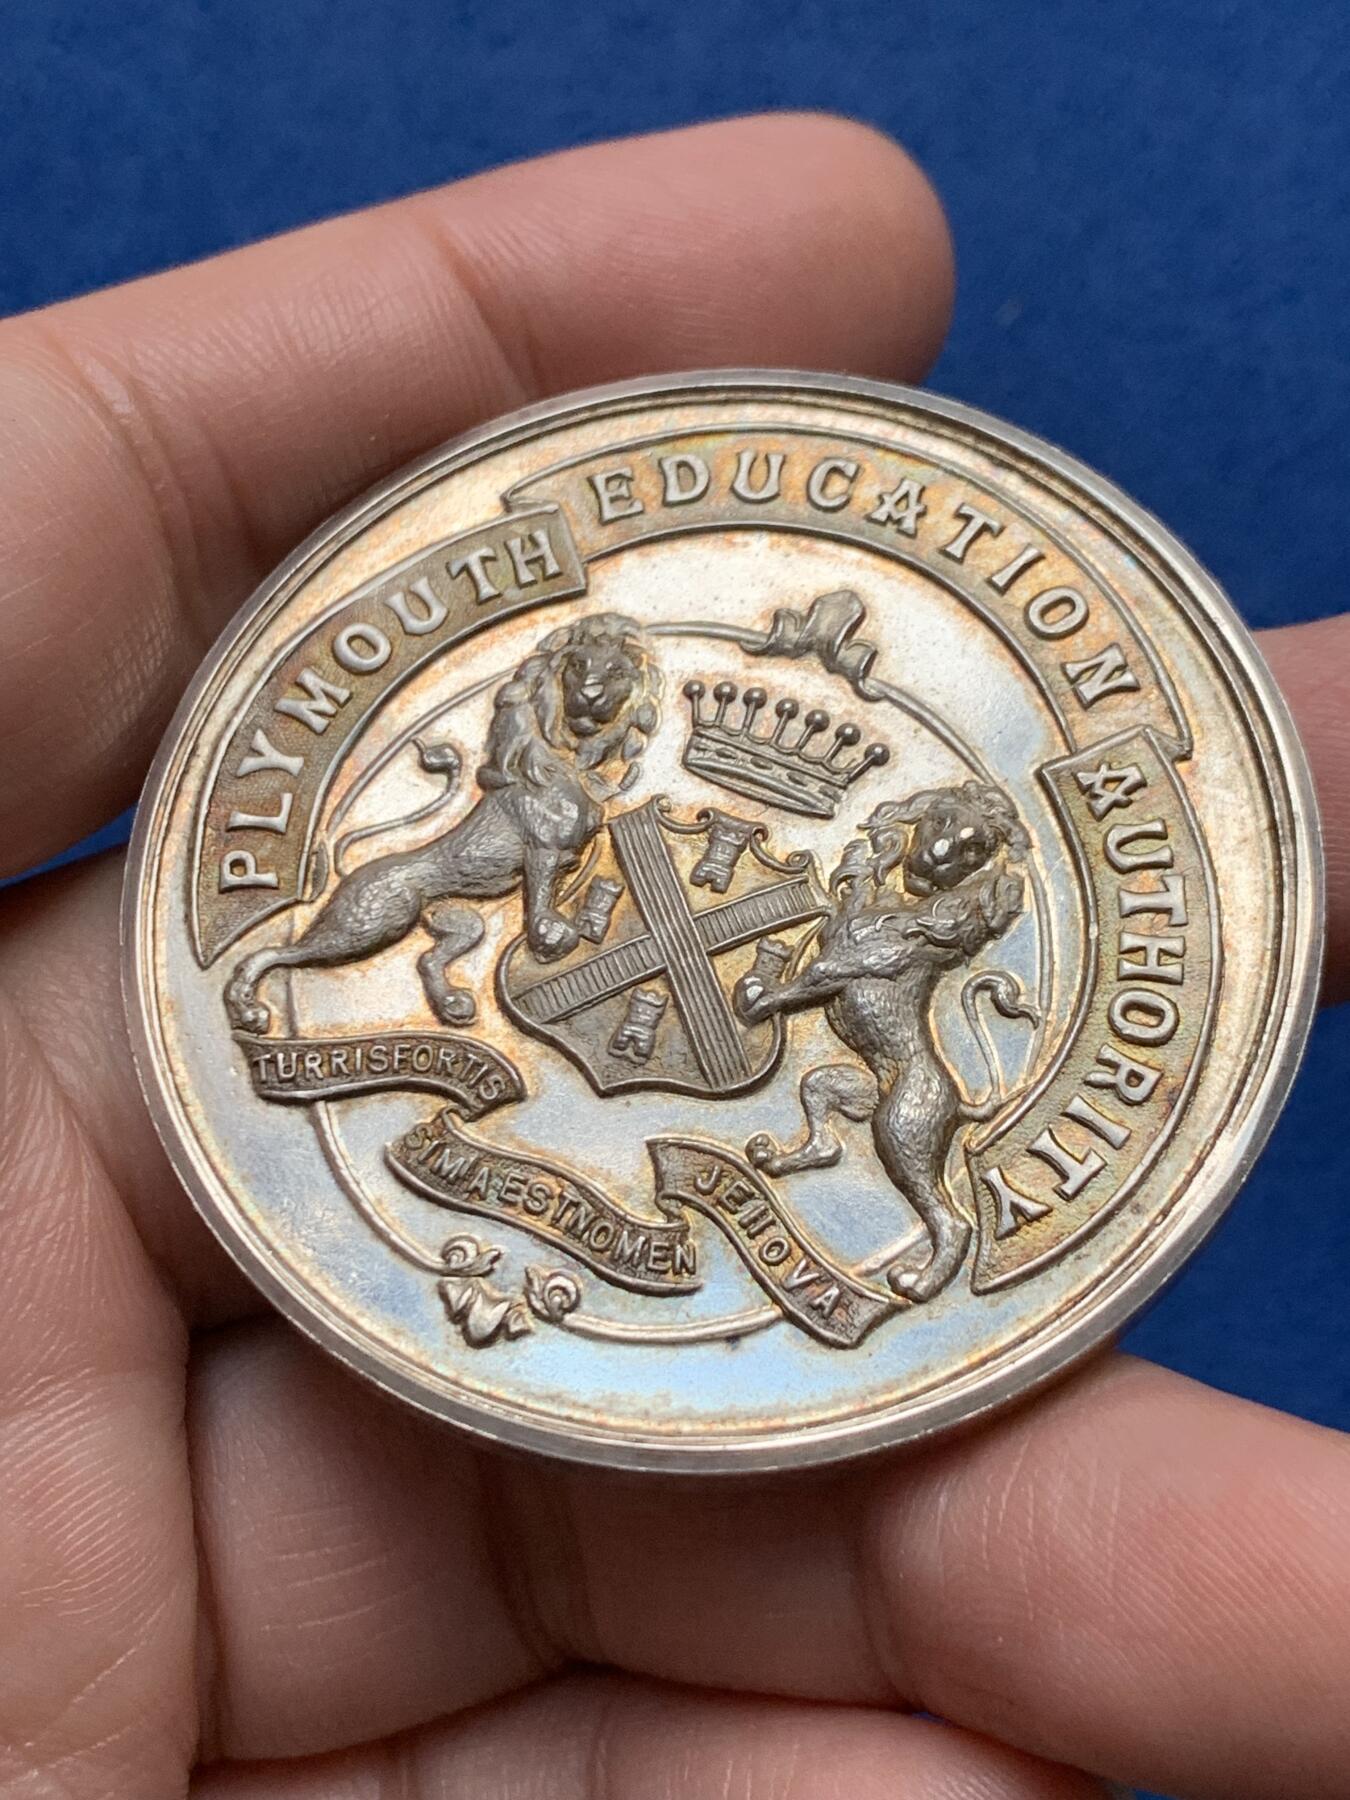 PLYMOUTH EDUCATION AUTHORITY
TURRISFORTIS
SIMAESTNOMEN
JEHOVA